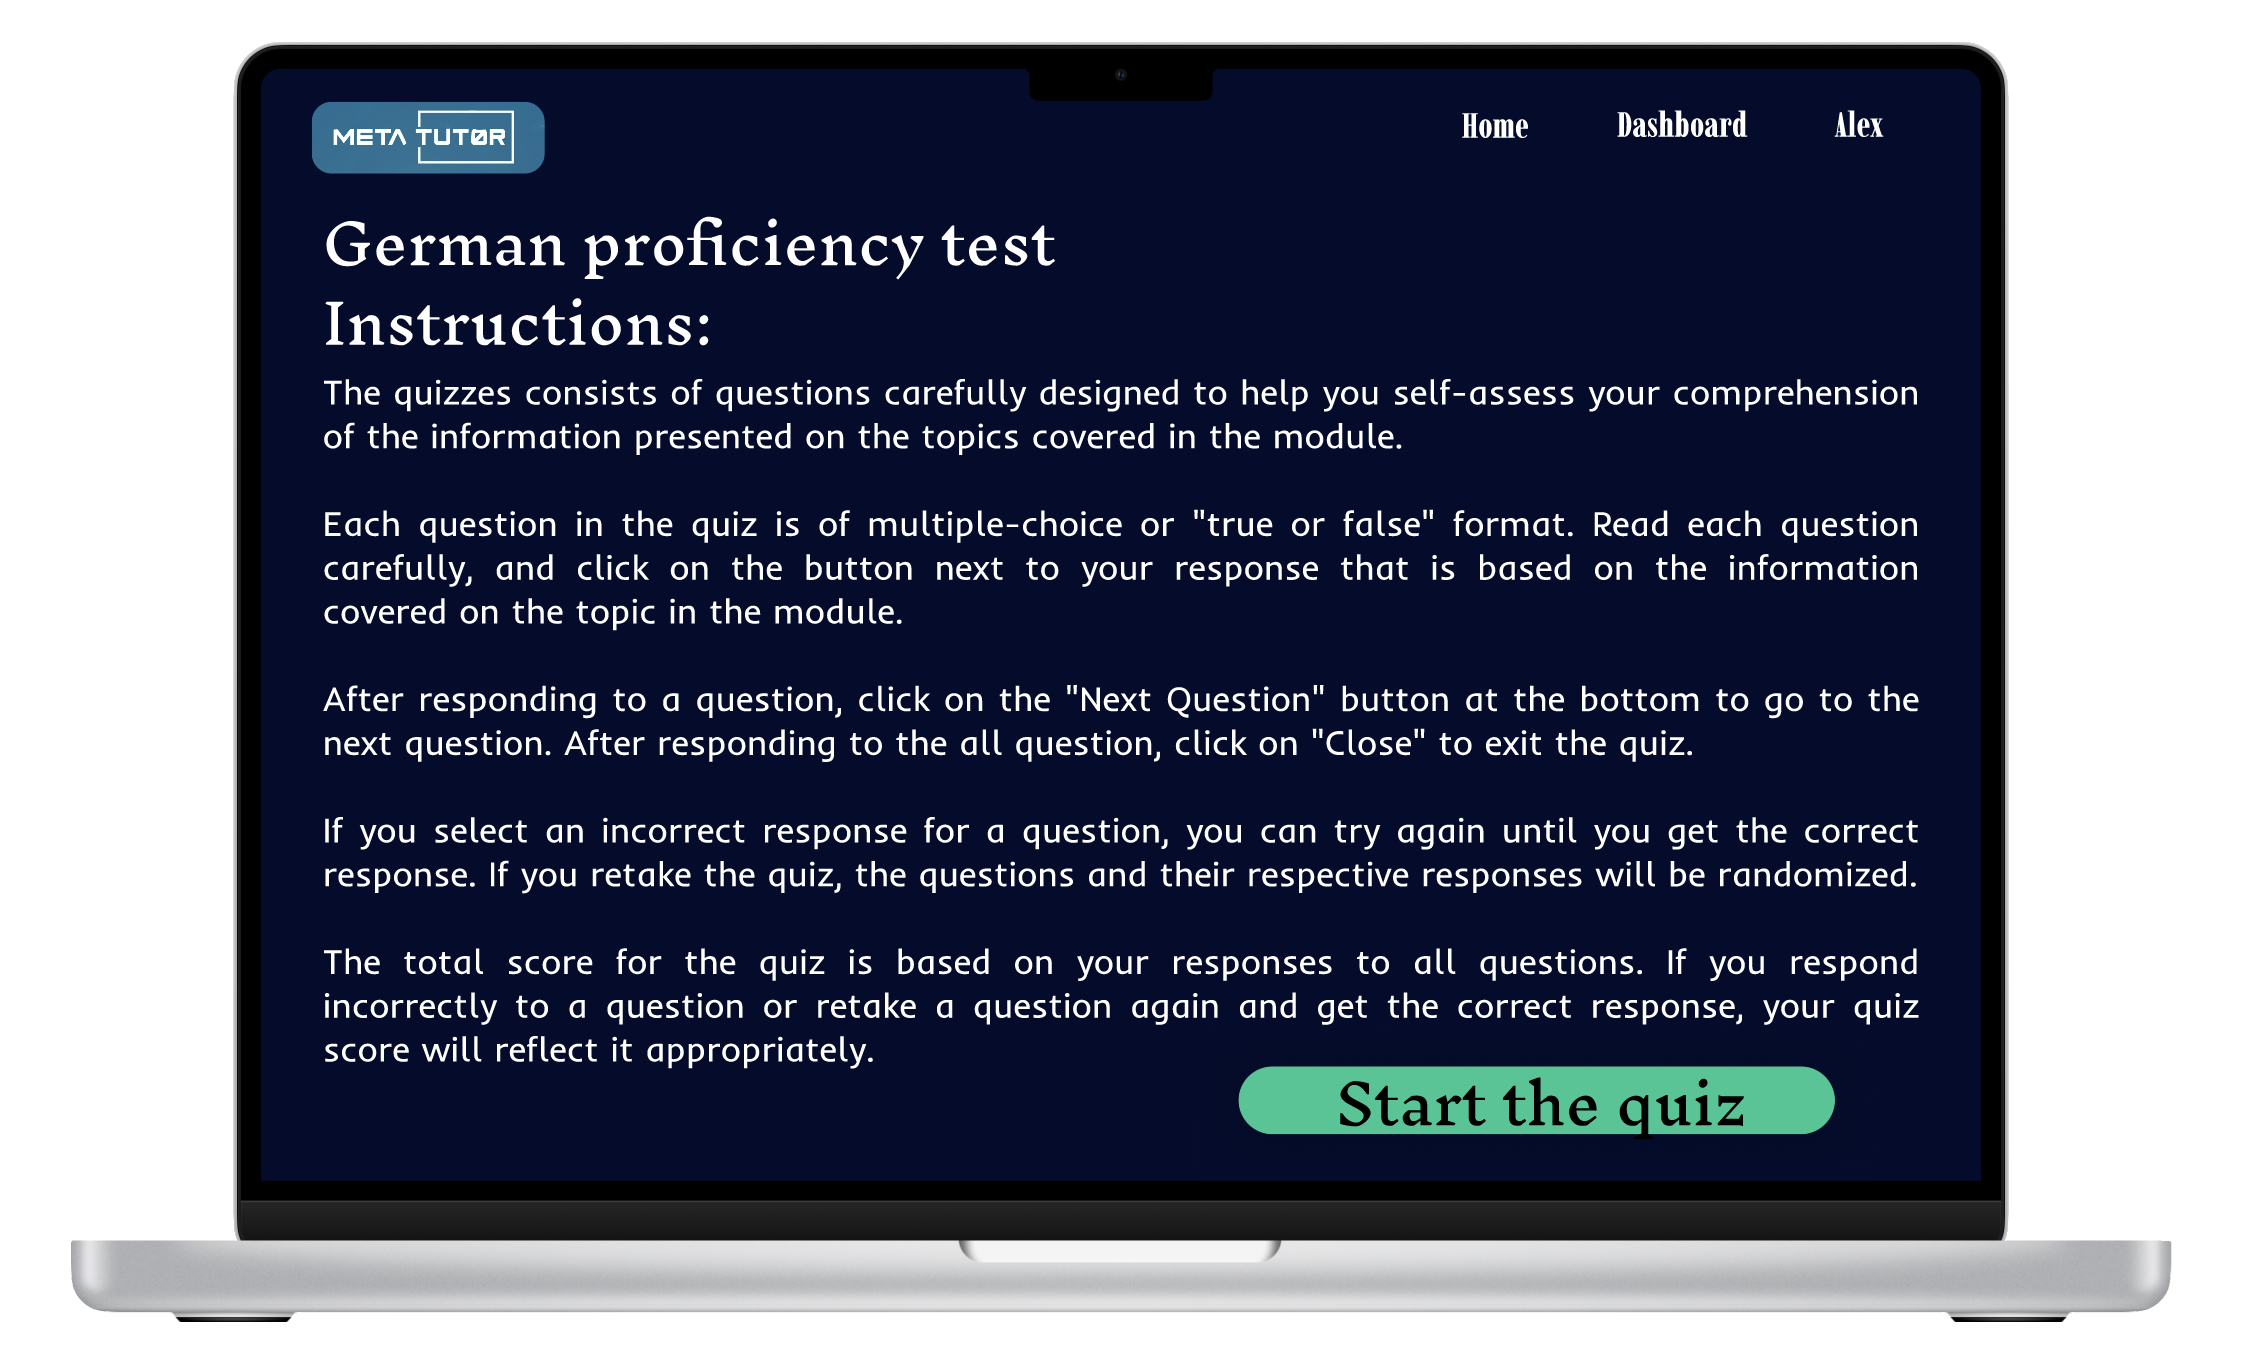 META TUTØR
Home Dashboard Alex
German proficiency test
Instructions:
The quizzes consists of questions carefully designed to help you self-assess your comprehension
of the information presented on the topics covered in the module.
Each question in the quiz is of multiple-choice or "true or false" format. Read each question
carefully, and click on the button next to your response that is based on the information
covered on the topic in the module.
After responding to a question, click on the "Next Question" button at the bottom to go to the
next question. After responding to the all question, click on "Close" to exit the quiz.
If you select an incorrect response for a question, you can try again until you get the correct
response. If you retake the quiz, the questions and their respective responses will be randomized.
The total score for the quiz is based on your responses to all questions. If you respond
incorrectly to a question or retake a question again and get the correct response, your quiz
score will reflect it appropriately.
Start the quiz